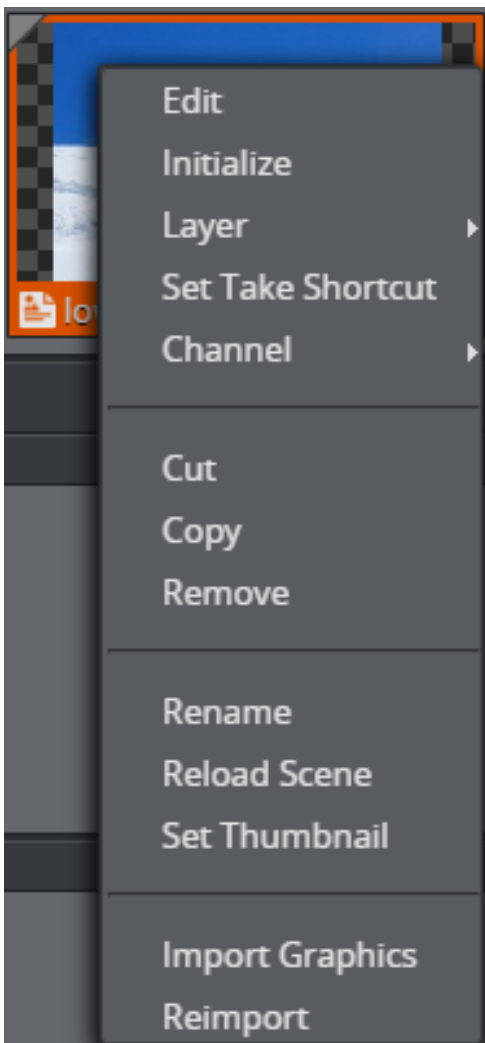 Edit
Initialize
Layer
Set Take Shortcut
Channel
Cut
Copy
Remove
Rename
Reload Scene
Set Thumbnail
Import Graphics
Reimport